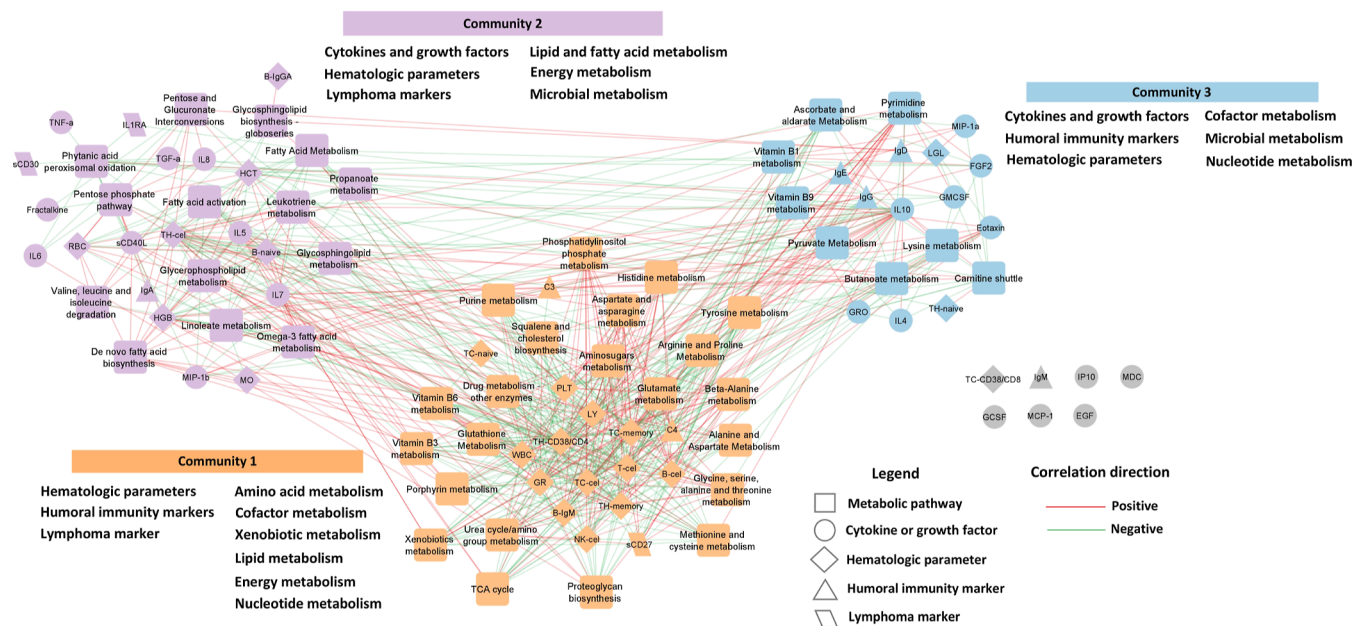 Community 2
Cytokines and growth factors
Hematologic parameters
Lymphoma markers
Lipid and fatty acid metabolism
Energy metabolism
Microbial metabolism
Community 3
Cytokines and growth factors
Humoral immunity markers
Hematologic parameters
Cofactor metabolism
Microbial metabolism
Nucleotide metabolism
B-IgGA
Pentose and
Glucuronate
Interconversions
Glycosphingolipid
biosynthesis -
globoseries
TNF-a
IL1RA
sCD30
Phytanic acid
peroxisomal oxidation
TGF-a
IL8
Fatty Acid Metabolism
HCT
Propanoate
metabolism
Pentose phosphate
pathway
Fatty acid activation
Leukotriene
metabolism
Fractalkine
RBC
sCD40L
TH-cel
IL5
B-naive
Glycosphingolipid
metabolism
IL6
Glycerophospholipid
metabolism
Valine, leucine and
isoleucine
degradation
IgA
IL7
HGB
Linoleate metabolism
Omega-3 fatty acid
metabolism
De novo fatty acid
biosynthesis
MIP-1b
MO
Ascorbate and
aldarate Metabolism
Pyrimidine
metabolism
MIP-1a
Vitamin B1
metabolism
IgD
LGL
FGF2
IgE
Vitamin B9
metabolism
IgG
IL10
GMCSF
Eotaxin
Pyruvate Metabolism
Lysine metabolism
Butanoate metabolism
Carnitine shuttle
GRO
IL4
TH-naive
Phosphatidylinositol
phosphate
metabolism
Histidine metabolism
C3
Purine metabolism
Aspartate and
asparagine
metabolism
Tyrosine metabolism
Squalene and
cholesterol
biosynthesis
Arginine and Proline
Metabolism
TC-naive
Aminosugars
metabolism
Drug metabolism -
other enzymes
PLT
Glutamate
metabolism
Beta-Alanine
metabolism
Vitamin B6
metabolism
LY
Vitamin B3
metabolism
Glutathione
Metabolism
TH-CD38/CD4
TC-memory
C4
Alanine and
Aspartate Metabolism
WBC
T-cel
B-cel
Porphyrin metabolism
GR
TC-cel
Glycine, serine,
alanine and threonine
metabolism
TH-memory
B-IgM
Xenobiotics
metabolism
Urea cycle/amino
group metabolism
NK-cel
sCD27
Methionine and
cysteine metabolism
TCA cycle
Proteoglycan
biosynthesis
TC-CD38/CD8
IgM
IP10
MDC
GCSF
MCP-1
EGF
Community 1
Hematologic parameters
Humoral immunity markers
Lymphoma marker
Amino acid metabolism
Cofactor metabolism
Xenobiotic metabolism
Lipid metabolism
Energy metabolism
Nucleotide metabolism
Legend
Metabolic pathway
Cytokine or growth factor
Hematologic parameter
Humoral immunity marker
Lymphoma marker
Correlation direction
Positive
Negative